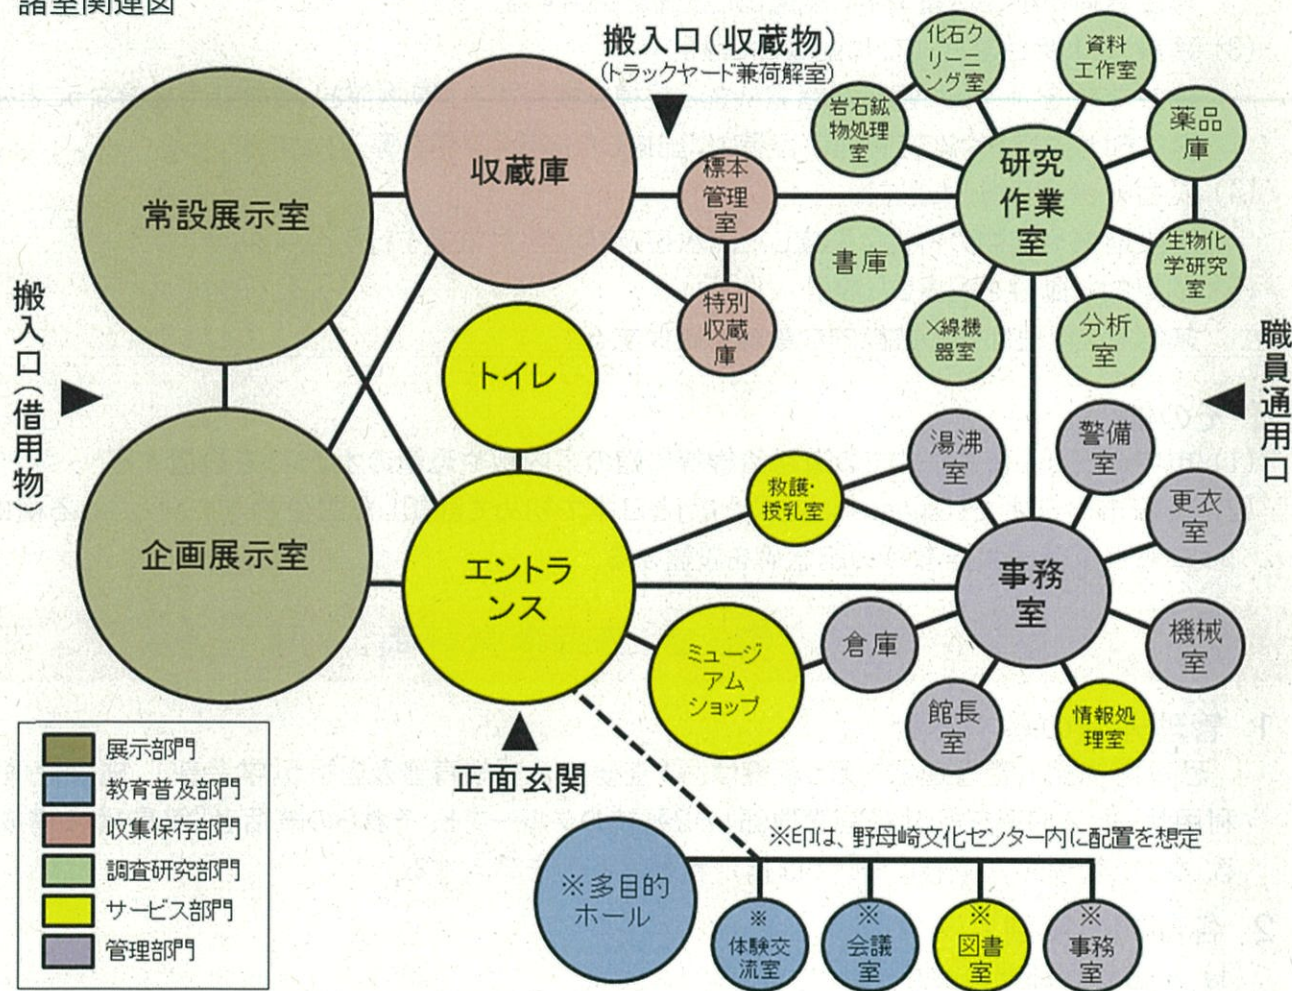 諸室関連図
搬入口(収蔵物)
(トラックヤード兼荷解室)
化石ク
リーニ
ング室
資料
工作室
岩石鉱
物処理
室
薬品
庫
常設展示室
収蔵庫
標本
管理
室
研究
作業
室
書庫
生物化
学研究
室
特別
収蔵
庫
X線機
器室
分析
室
搬入口(借用物)
職員通用口
トイレ
湯沸
室
警備
室
救護・
授乳室
更衣
室
企画展示室
エントラ
ンス
事務
室
機械
室
倉庫
ミュージ
アム
ショップ
館長
室
情報処
理室
正面玄関
展示部門
教育普及部門
収集保存部門
調査研究部門
サービス部門
管理部門
※印は、野母崎文化センター内に配置を想定
※多目的
ホール
※
体験交
流室
※
会議
室
※
図書
室
※
事務
室